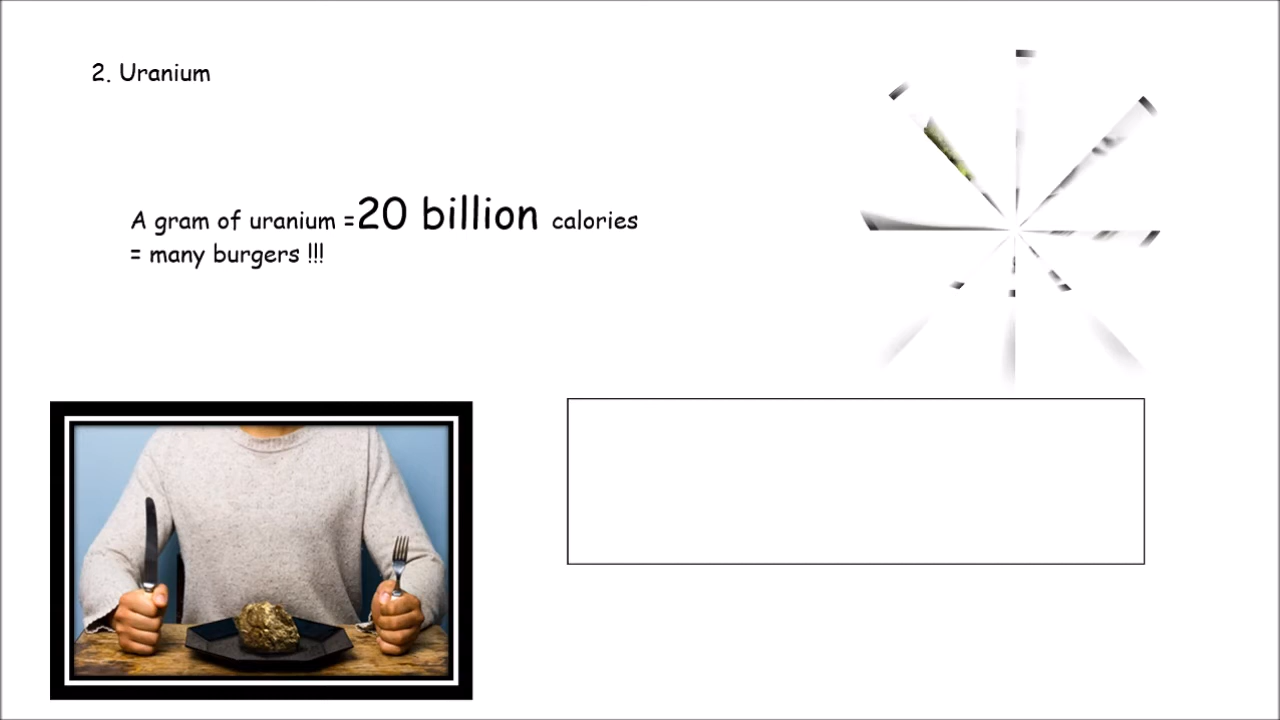 2. Uranium
A gram of uranium =20 billion calories
= many burgers !!!